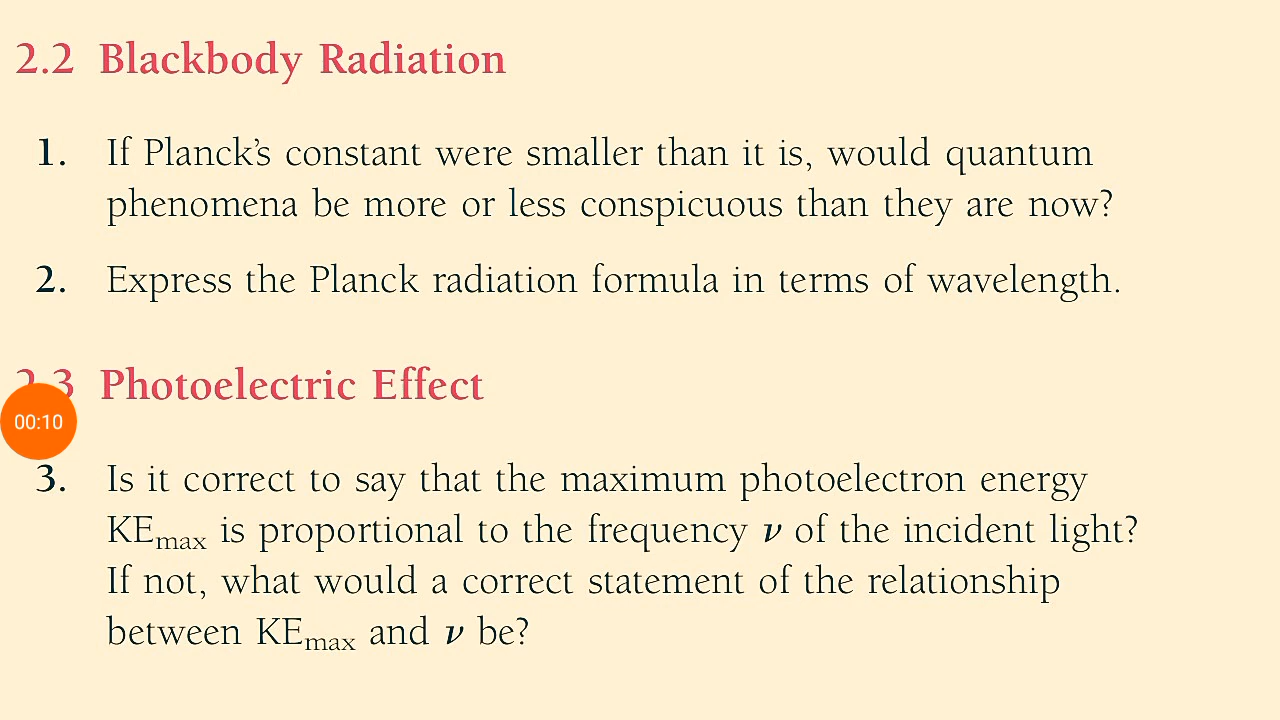 2.2 Blackbody Radiation
1. If Planck's constant were smaller than it is, would quantum
phenomena be more or less conspicuous than they are now?
2. Express the Planck radiation formula in terms of wavelength.
2.3 Photoelectric Effect
00:10
3. Is it correct to say that the maximum photoelectron energy
KEmax is proportional to the frequency ν of the incident light?
If not, what would a correct statement of the relationship
between KEmax and ν be?